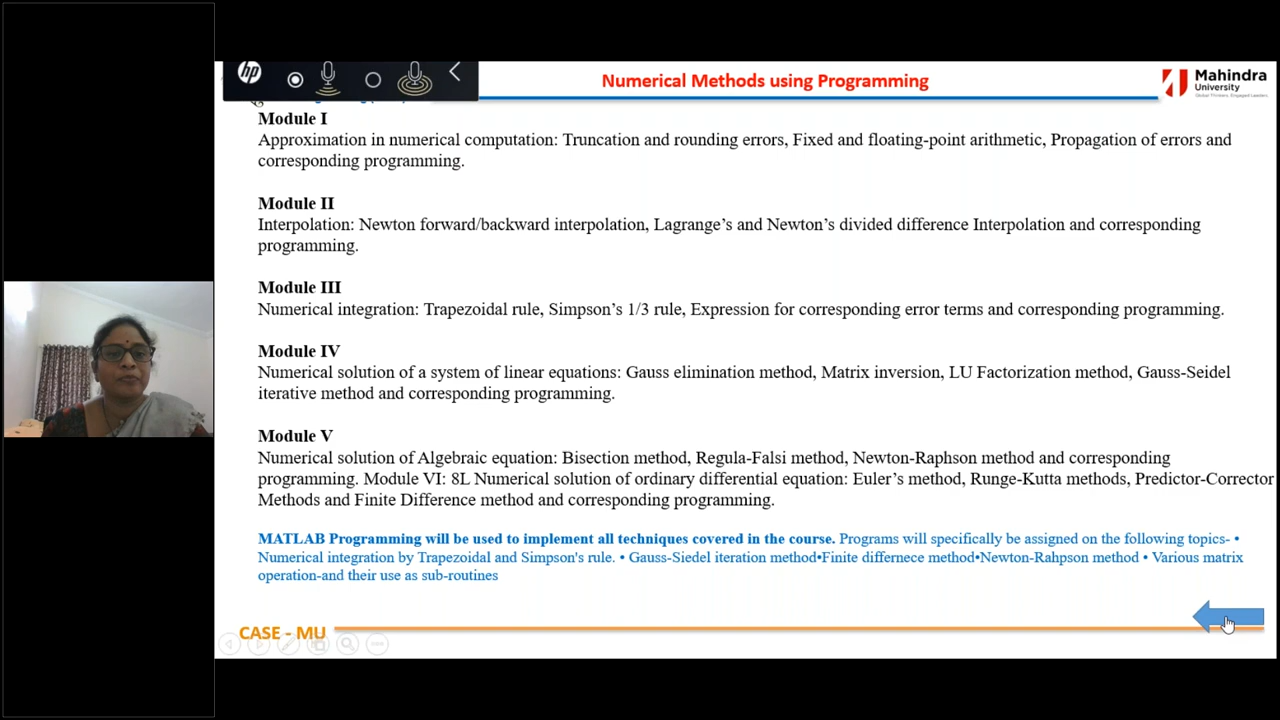 hp
Numerical Methods using Programming
Mahindra
University
Global Thinkers. Engaged Leaders.
Module I
Approximation in numerical computation: Truncation and rounding errors, Fixed and floating-point arithmetic, Propagation of errors and
corresponding programming.
Module II
Interpolation: Newton forward/backward interpolation, Lagrange's and Newton's divided difference Interpolation and corresponding
programming.
Module III
Numerical integration: Trapezoidal rule, Simpson's 1/3 rule, Expression for corresponding error terms and corresponding programming.
Module IV
Numerical solution of a system of linear equations: Gauss elimination method, Matrix inversion, LU Factorization method, Gauss-Seidel
iterative method and corresponding programming.
Module V
Numerical solution of Algebraic equation: Bisection method, Regula-Falsi method, Newton-Raphson method and corresponding
programming. Module VI: 8L Numerical solution of ordinary differential equation: Euler's method, Runge-Kutta methods, Predictor-Corrector
Methods and Finite Difference method and corresponding programming.
MATLAB Programming will be used to implement all techniques covered in the course. Programs will specifically be assigned on the following topics- •
Numerical integration by Trapezoidal and Simpson's rule. • Gauss-Siedel iteration method•Finite differnece method•Newton-Rahpson method • Various matrix
operation-and their use as sub-routines
CASE - MU